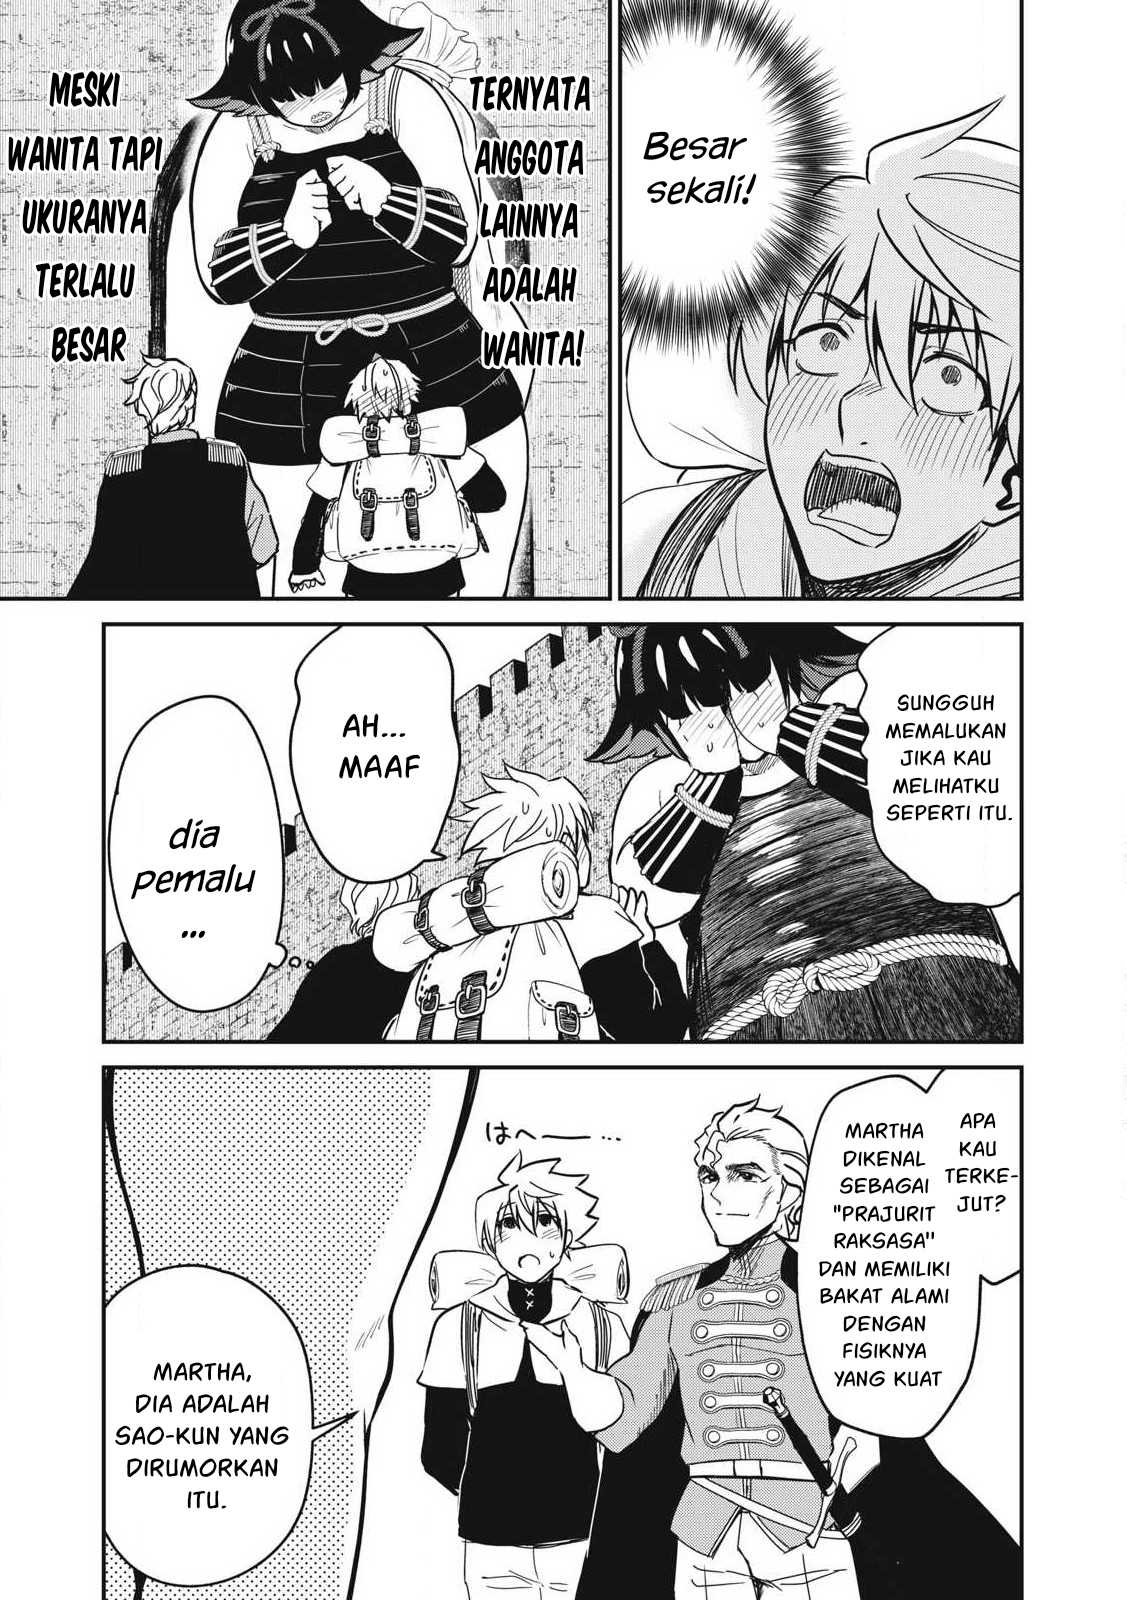 Besar
sekali!
TERNYATA
ANGGOTA
LAINNYA
ADALAH
WANITA!
MESKI
WANITA TAPI
UKURANYA
TERLALU
BESAR
SUNGGUH
MEMALUKAN
JIKA KAU
MELIHATKU
SEPERTI ITU.
AH...
MAAF
dia
pemalu
...
APA
KAU
TERKE-
JUT?
MARTHA
DIKENAL
SEBAGAI
"PRAJURIT
RAKSASA"
DAN MEMILIKI
BAKAT ALAMI
DENGAN
FISIKNYA
YANG KUAT
はへー…
MARTHA,
DIA ADALAH
SAO-KUN YANG
DIRUMORKAN
ITU.